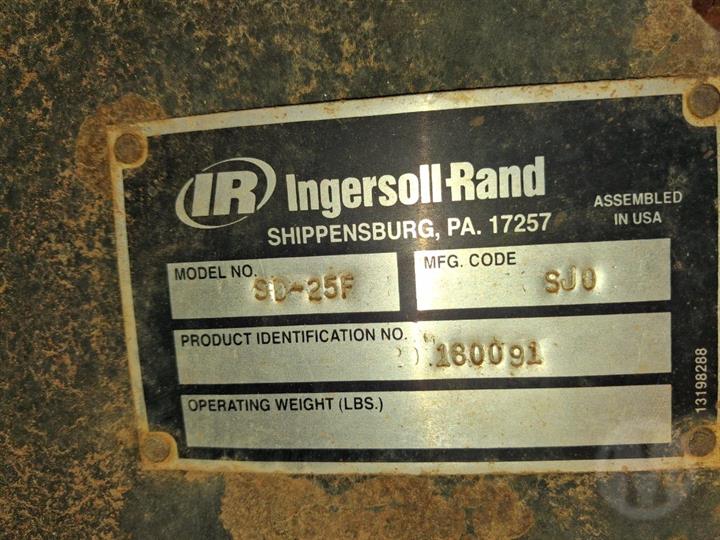 IR Ingersoll-Rand
SHIPPENSBURG, PA. 17257
ASSEMBLED
IN USA
MODEL NO. SD-25F
MFG. CODE SJ0
PRODUCT IDENTIFICATION NO. 160091
OPERATING WEIGHT (LBS.)
13198288